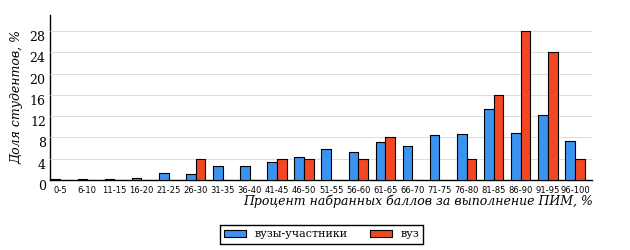 Доля студентов, %
28
24
20
16
12
8
4
0
0-5 6-10 11-15 16-20 21-25 26-30 31-35 36-40 41-45 46-50 51-55 56-60 61-65 66-70 71-75 76-80 81-85 86-90 91-95 96-100
Процент набранных баллов за выполнение ПИМ, %
вузы-участники вуз